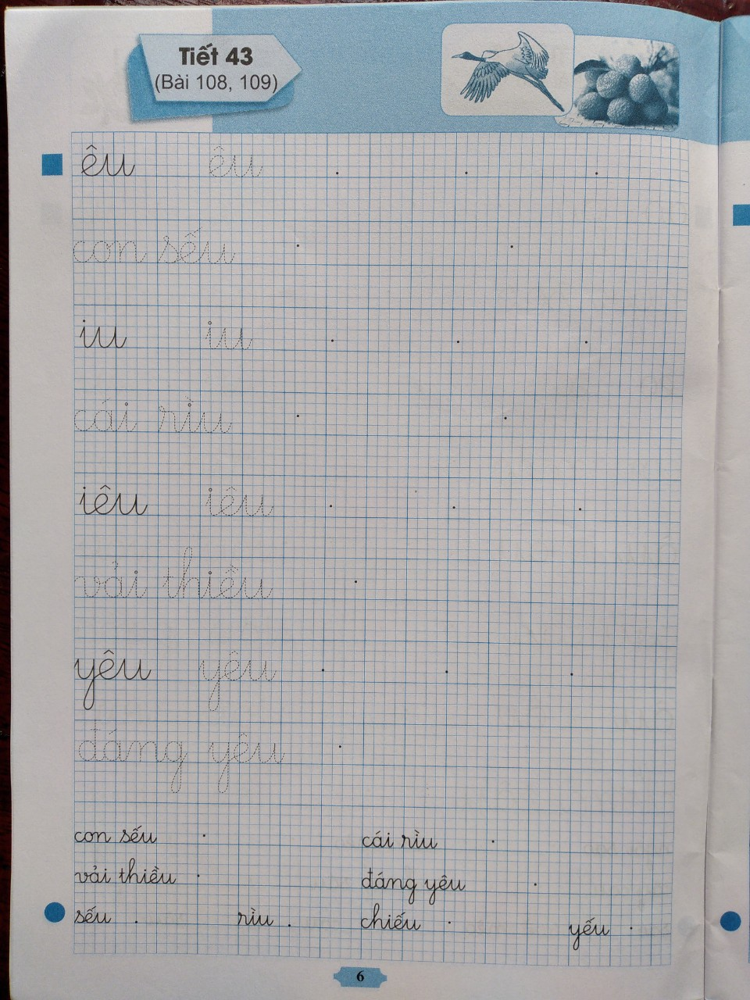 Tiết 43
(Bài 108, 109)
êu êu
con sếu
iu iu
cái rìu
iêu iêu
vải thiều
yêu yêu
đáng yêu
con sếu cái rìu
vải thiều đáng yêu
sếu rìu chiếu yếu
6